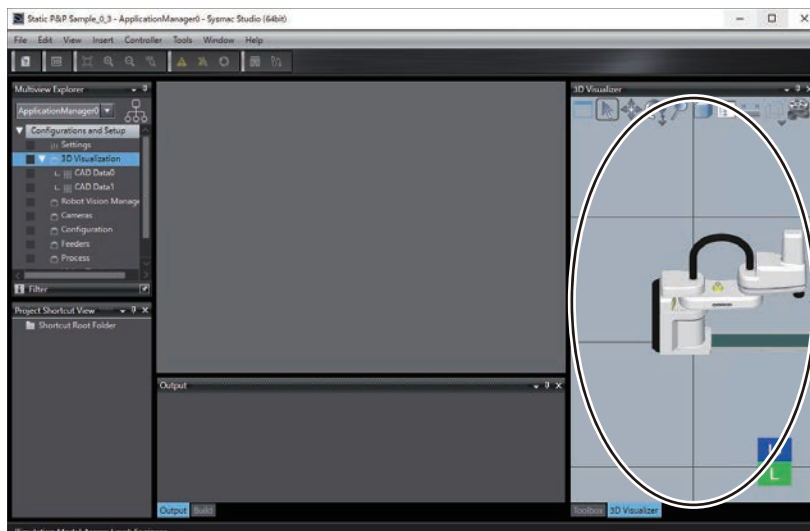 Static P&P Sample_0_3 - ApplicationManager0 - Sysmac Studio (64bit)
File Edit View Insert Controller Tools Window Help
Multiview Explorer
ApplicationManager0
Configurations and Setup
Settings
3D Visualization
CAD Data0
CAD Data1
Robot Vision Manage
Cameras
Configuration
Feeders
Process
Filter
Project Shortcut View
Shortcut Root Folder
Output
Output Build
3D Visualizer
L
Toolbox 3D Visualizer